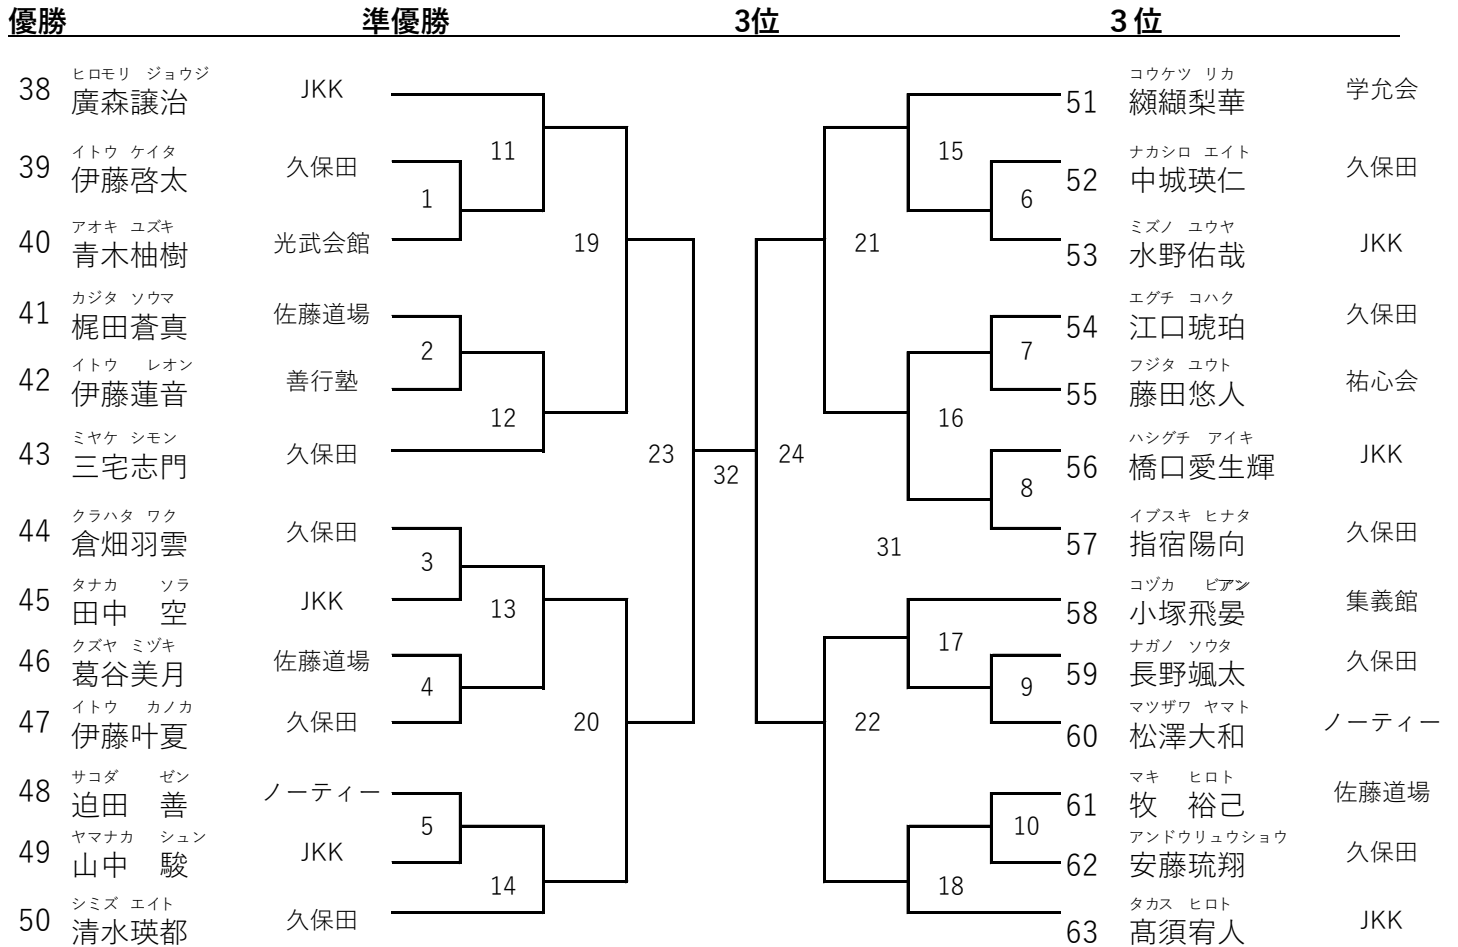 優勝 準優勝 3位 ３位
ヒロモリ ジョウジ
38 廣森譲治 JKK
イトウ ケイタ
39 伊藤啓太 久保田
アオキ ユズキ
40 青木柚樹 光武会館
カジタ ソウマ
41 梶田蒼真 佐藤道場
イトウ レオン
42 伊藤蓮音 善行塾
ミヤケ シモン
43 三宅志門 久保田
クラハタ ワク
44 倉畑羽雲 久保田
タナカ ソラ
45 田中 空 JKK
クズヤ ミヅキ
46 葛谷美月 佐藤道場
イトウ カノカ
47 伊藤叶夏 久保田
サコダ ゼン
48 迫田 善 ノーティー
ヤマナカ シュン
49 山中 駿 JKK
シミズ エイト
50 清水瑛都 久保田
11
1
19
2
12
23
3
13
4
20
5
14
32
15
6
21
7
24
16
8
31
17
9
22
10
18
コウケツ リカ
51 纐纈梨華 学允会
ナカシロ エイト
52 中城瑛仁 久保田
ミズノ ユウヤ
53 水野佑哉 JKK
エグチ コハク
54 江口琥珀 久保田
フジタ ユウト
55 藤田悠人 祐心会
ハシグチ アイキ
56 橋口愛生輝 JKK
イブスキ ヒナタ
57 指宿陽向 久保田
コヅカ ビアン
58 小塚飛晏 集義館
ナガノ ソウタ
59 長野颯太 久保田
マツザワ ヤマト
60 松澤大和 ノーティー
マキ ヒロト
61 牧 裕己 佐藤道場
アンドウリュウショウ
62 安藤琉翔 久保田
タカス ヒロト
63 髙須宥人 JKK